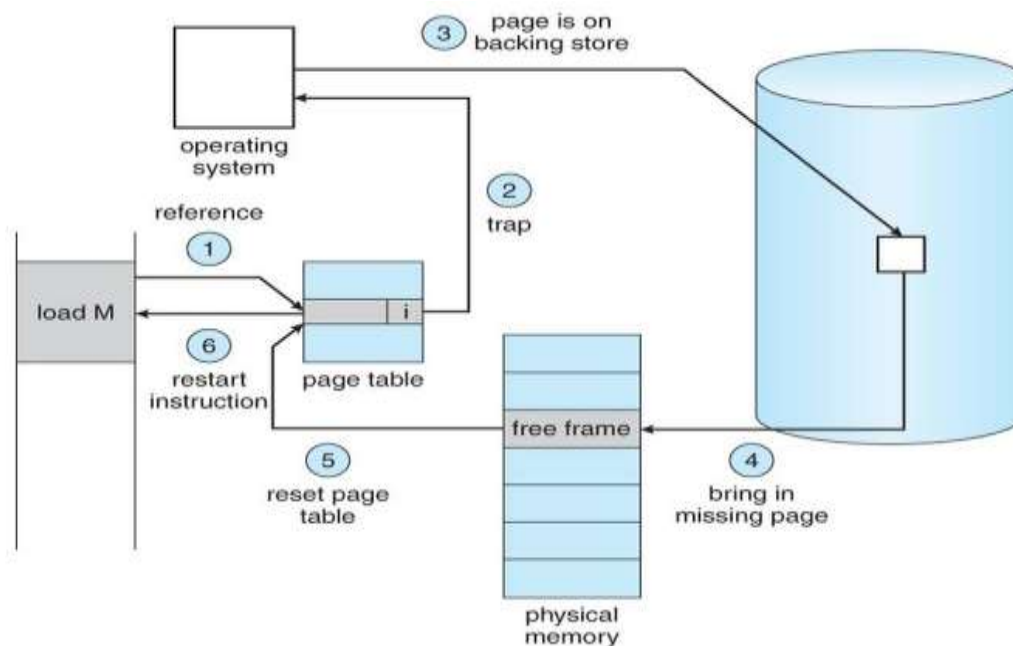 3
page is on
backing store
operating
system
2
trap
reference
1
load M
i
6
restart
instruction
page table
free frame
5
reset page
table
4
bring in
missing page
physical
memory